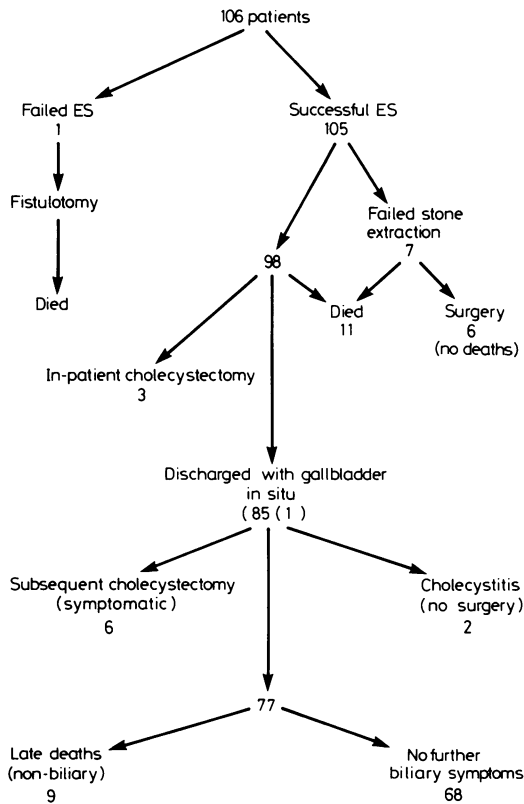 106 patients
Failed ES
1
Successful ES
105
Fistulotomy
Failed stone
extraction
7
98
Died
Died
11
Surgery
6
(no deaths)
In-patient cholecystectomy
3
Discharged with gallbladder
in situ
(85(1)
Subsequent cholecystectomy
(symptomatic)
6
Cholecystitis
(no surgery)
2
77
Late deaths
(non-biliary)
9
No further
biliary symptoms
68